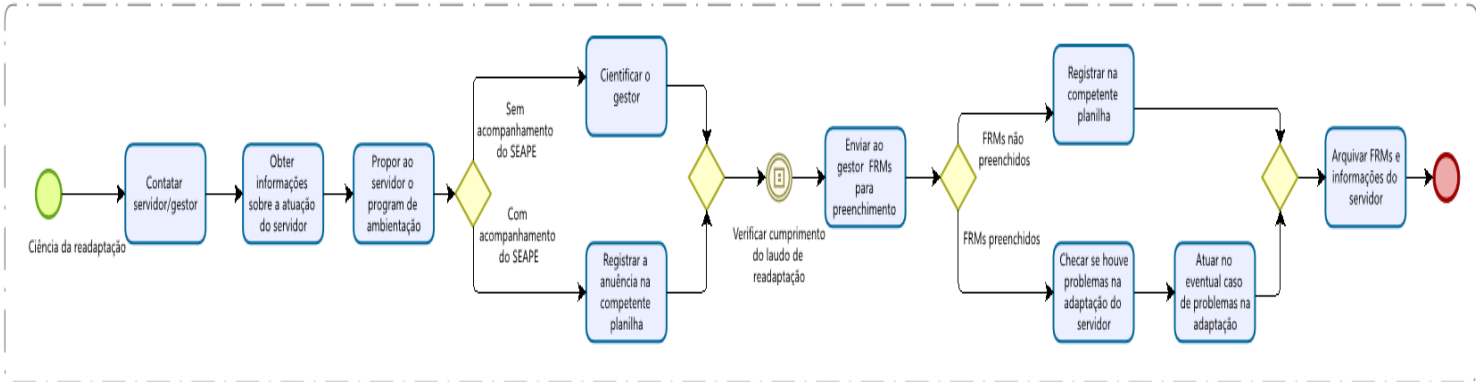 Ciência da readaptação
Contatar
servidor/gestor
Obter
informações
sobre a atuação
do servidor
Propor ao
servidor o
program de
ambientação
Sem
acompanhamento
do SEAPE
Com
acompanhamento
do SEAPE
Cientificar o
gestor
Registrar a
anuência na
competente
planilha
Verificar cumprimento
do laudo de
readaptação
Enviar ao
gestor FRMs
para
preenchimento
FRMs não
preenchidos
FRMs preenchidos
Registrar na
competente
planilha
Checar se houve
problemas na
adaptação do
servidor
Atuar no
eventual caso
de problemas na
adaptação
Arquivar FRMs e
informações do
servidor